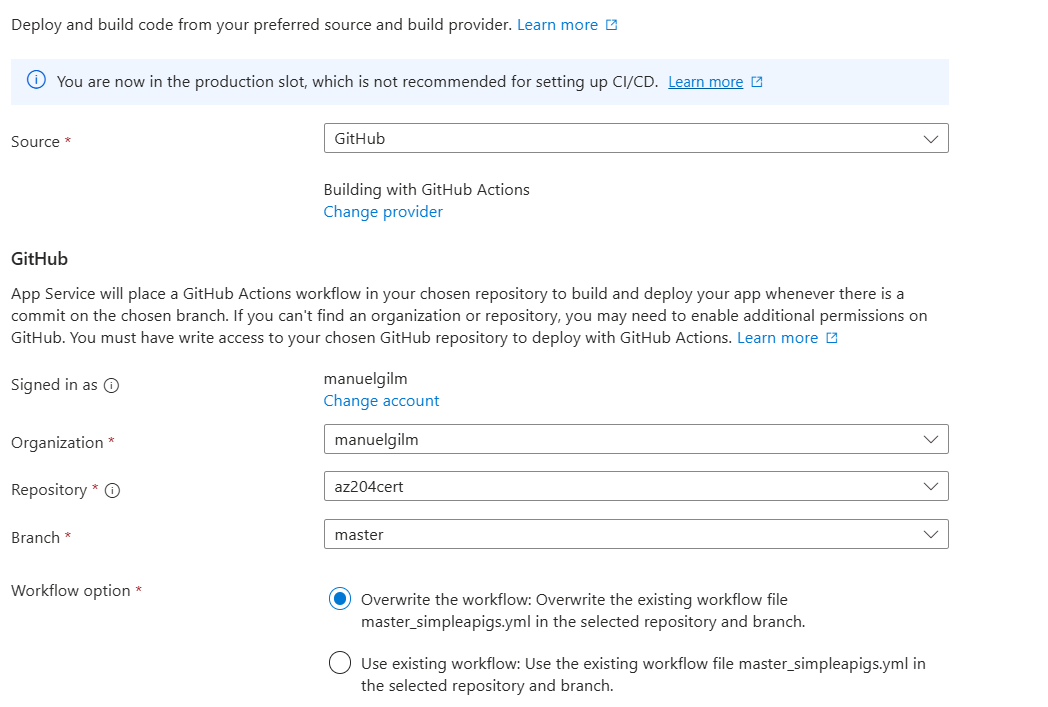 Deploy and build code from your preferred source and build provider. Learn more
You are now in the production slot, which is not recommended for setting up CI/CD. Learn more
Source *
GitHub
Building with GitHub Actions
Change provider
GitHub
App Service will place a GitHub Actions workflow in your chosen repository to build and deploy your app whenever there is a
commit on the chosen branch. If you can't find an organization or repository, you may need to enable additional permissions on
GitHub. You must have write access to your chosen GitHub repository to deploy with GitHub Actions. Learn more
Signed in as
manuelgilm
Change account
Organization *
manuelgilm
Repository *
az204cert
Branch *
master
Workflow option *
Overwrite the workflow: Overwrite the existing workflow file
master_simpleapigs.yml in the selected repository and branch.
Use existing workflow: Use the existing workflow file master_simpleapigs.yml in
the selected repository and branch.